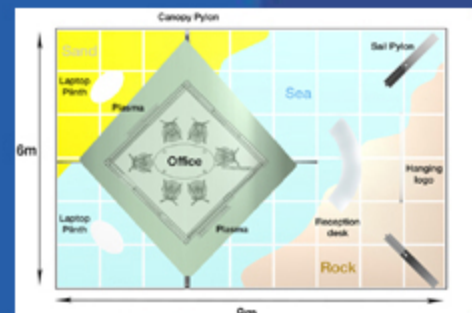 Canopy Pylon
Sand
Sail Pylon
Laptop
Plinth
Plasma
Sea
6m
Office
Hanging
logo
Laptop
Plinth
Plasma
Reception
desk
Rock